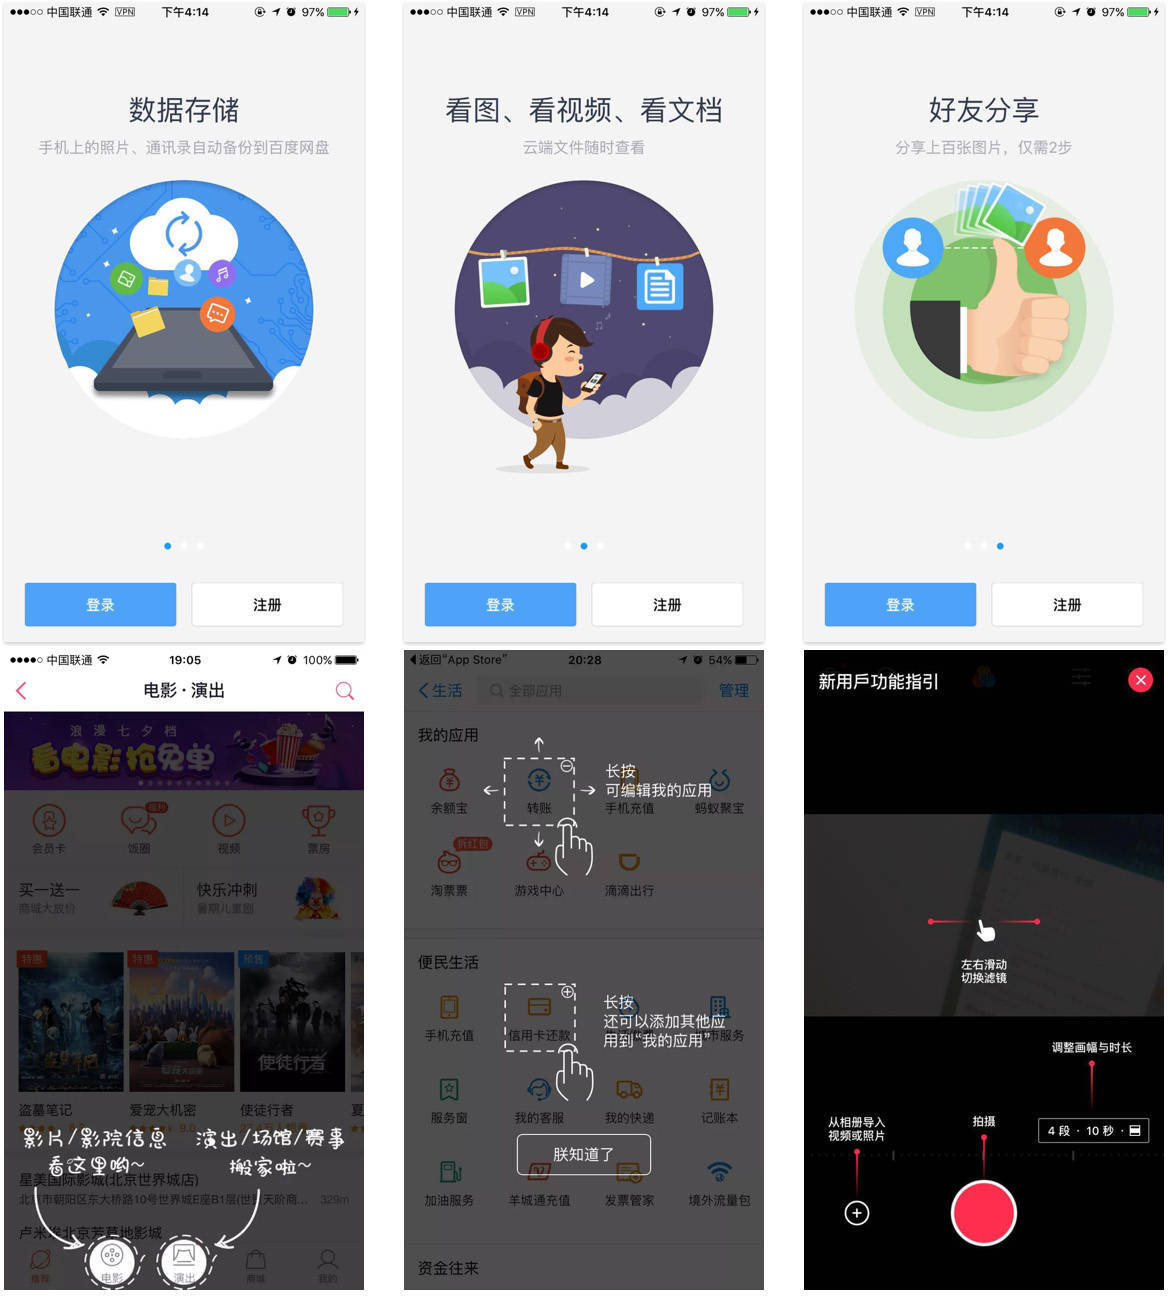 ●●●○○ 中国联通 VPN 下午4:14 97%
数据存储
手机上的照片、通讯录自动备份到百度网盘
登录 注册
●●●○○ 中国联通 VPN 下午4:14 97%
看图、看视频、看文档
云端文件随时查看
登录 注册
●●●○○ 中国联通 VPN 下午4:14 97%
好友分享
分享上百张图片，仅需2步
登录 注册
●●●●○ 中国联通 19:05 100%
电影·演出
浪漫七夕档
看电影抢免单
福利
会员卡 饭圈 视频 票房
买一送一 快乐冲刺
商城大放价 暑期儿童剧
特惠 特惠 预售
使徒行者
盗墓笔记 爱宠大机密 使徒行者 夏
9.0
影片/影院信息 演出/场馆/赛事
看这里哟~ 搬家啦~
星美国际影城(北京世界城店)
北京市朝阳区东大桥路10号世界城E座B1层(世贸天阶商... 329m
卢米埃北京芳草地影城
推荐 电影 演出 商城 我的
返回“App Store” 20:28 54%
生活 全部应用 管理
我的应用
长按
可编辑我的应用
余额宝 转账 手机充值 蚂蚁聚宝
拆红包
淘票票 游戏中心 滴滴出行
便民生活
长按
还可以添加其他应
用到“我的应用”
手机充值 信用卡还款 城市服务
服务窗 我的客服 我的快递 记账本
朕知道了
加油服务 羊城通充值 发票管家 境外流量包
资金往来
新用戶功能指引
左右滑动
切换滤镜
调整画幅与时长
从相册导入
视频或照片
拍摄
4 段 · 10 秒 ·